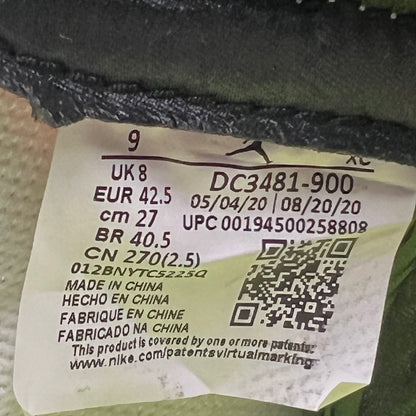 9
UK 8
EUR 42.5
cm 27
BR 40.5
CN 270(2.5)
012BNYTC5225Q
DC3481-900
05/04/20 | 08/20/20
UPC 00194500258808
MADE IN CHINA
HECHO EN CHINA
FABRIQUE EN CHINE
FABRICADO NA CHINA
This product is covered by one or more patents:
www.nike.com/patentsvirtualmarking